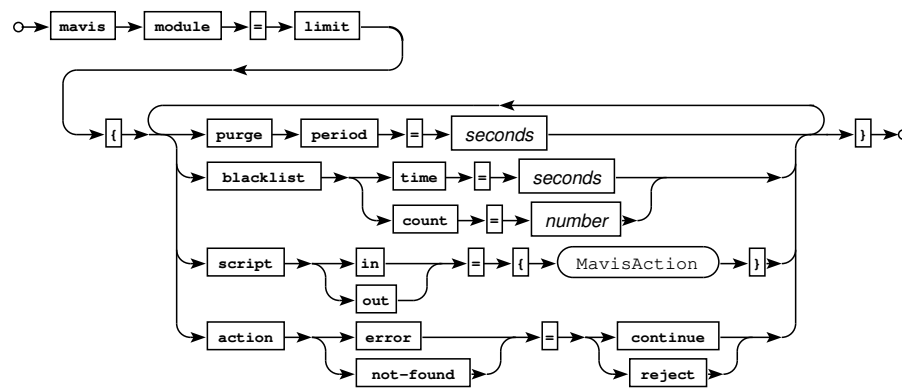 mavis module = limit
{ purge period = seconds }
blacklist time = seconds
count = number
script in = { MavisAction }
out
action error = continue
not-found reject